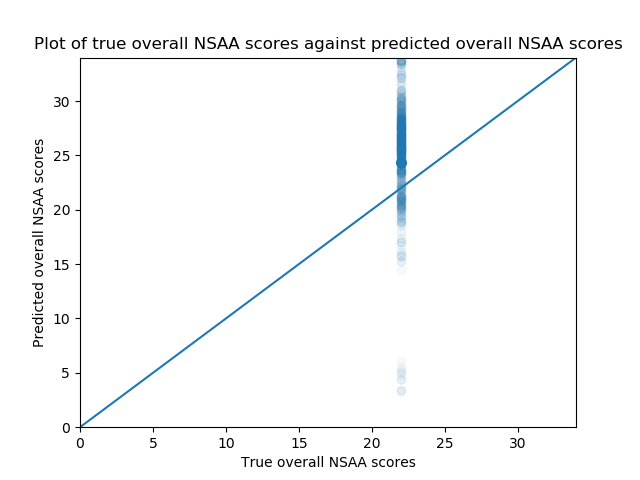 Plot of true overall NSAA scores against predicted overall NSAA scores
30
25
20
15
10
5
0
Predicted overall NSAA scores
0 5 10 15 20 25 30
True overall NSAA scores